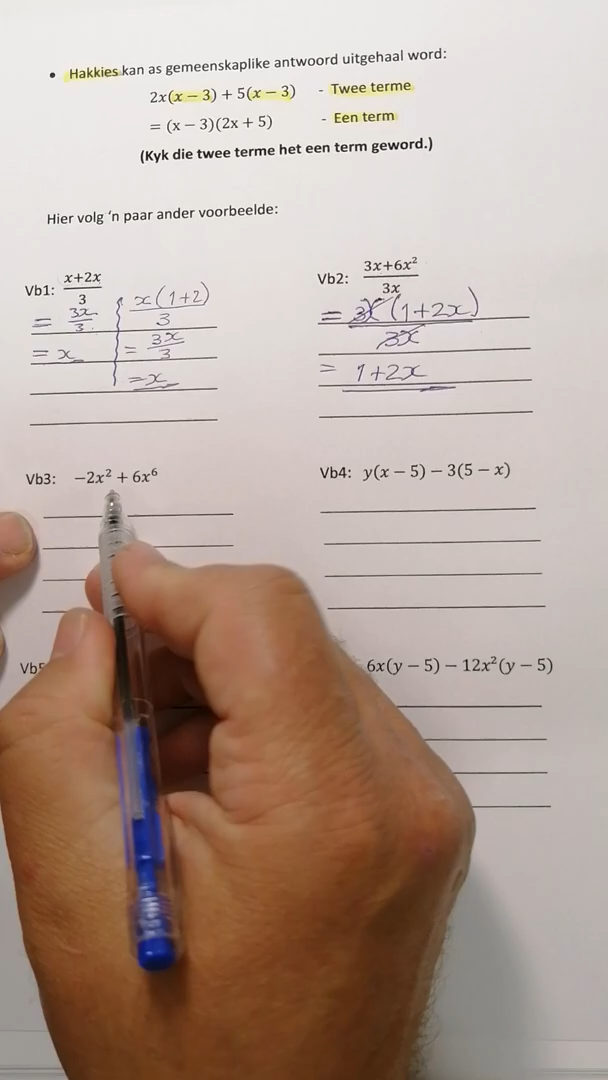 • Hakkies kan as gemeenskaplike antwoord uitgehaal word:
2x(x − 3) + 5(x − 3) - Twee terme
= (x − 3)(2x + 5) - Een term
(Kyk die twee terme het een term geword.)
Hier volg 'n paar ander voorbeelde:
Vb1: x+2x / 3
= 3x / 3
= x
x(1+2) / 3
= 3x / 3
= x
Vb2: 3x+6x² / 3x
= 3x(1+2x) / 3x
= 1+2x
Vb3: −2x² + 6x⁶
Vb4: y(x − 5) − 3(5 − x)
Vb5
6x(y − 5) − 12x²(y − 5)